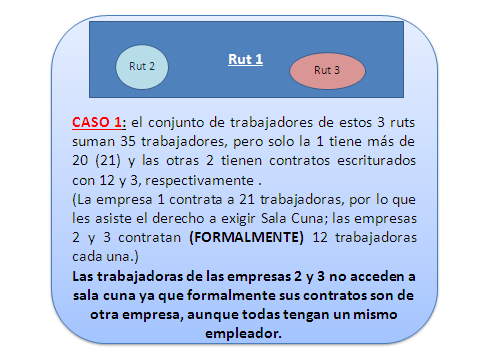 Rut 2
Rut 1
Rut 3
CASO 1: el conjunto de trabajadores de estos 3 ruts
suman 35 trabajadores, pero solo la 1 tiene más de
20 (21) y las otras 2 tienen contratos escriturados
con 12 y 3, respectivamente .
(La empresa 1 contrata a 21 trabajadoras, por lo que
les asiste el derecho a exigir Sala Cuna; las empresas
2 y 3 contratan (FORMALMENTE) 12 trabajadoras
cada una.)
Las trabajadoras de las empresas 2 y 3 no acceden a
sala cuna ya que formalmente sus contratos son de
otra empresa, aunque todas tengan un mismo
empleador.